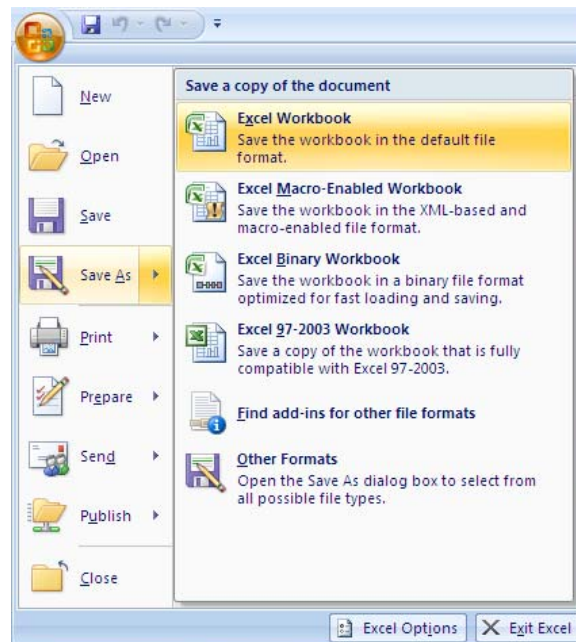 New
Open
Save
Save As
Print
Prepare
Send
Publish
Close
Save a copy of the document
Excel Workbook
Save the workbook in the default file
format.
Excel Macro-Enabled Workbook
Save the workbook in the XML-based and
macro-enabled file format.
Excel Binary Workbook
Save the workbook in a binary file format
optimized for fast loading and saving.
Excel 97-2003 Workbook
Save a copy of the workbook that is fully
compatible with Excel 97-2003.
Find add-ins for other file formats
Other Formats
Open the Save As dialog box to select from
all possible file types.
Excel Options
Exit Excel